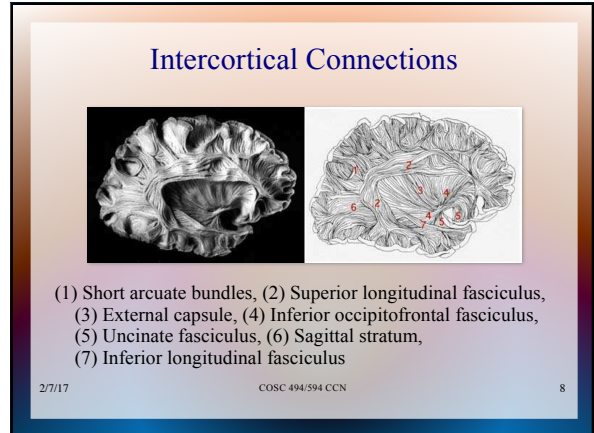 Intercortical Connections
1
2
3
4
6
2
4
5
7
5
(1) Short arcuate bundles, (2) Superior longitudinal fasciculus,
(3) External capsule, (4) Inferior occipitofrontal fasciculus,
(5) Uncinate fasciculus, (6) Sagittal stratum,
(7) Inferior longitudinal fasciculus
2/7/17 COSC 494/594 CCN 8